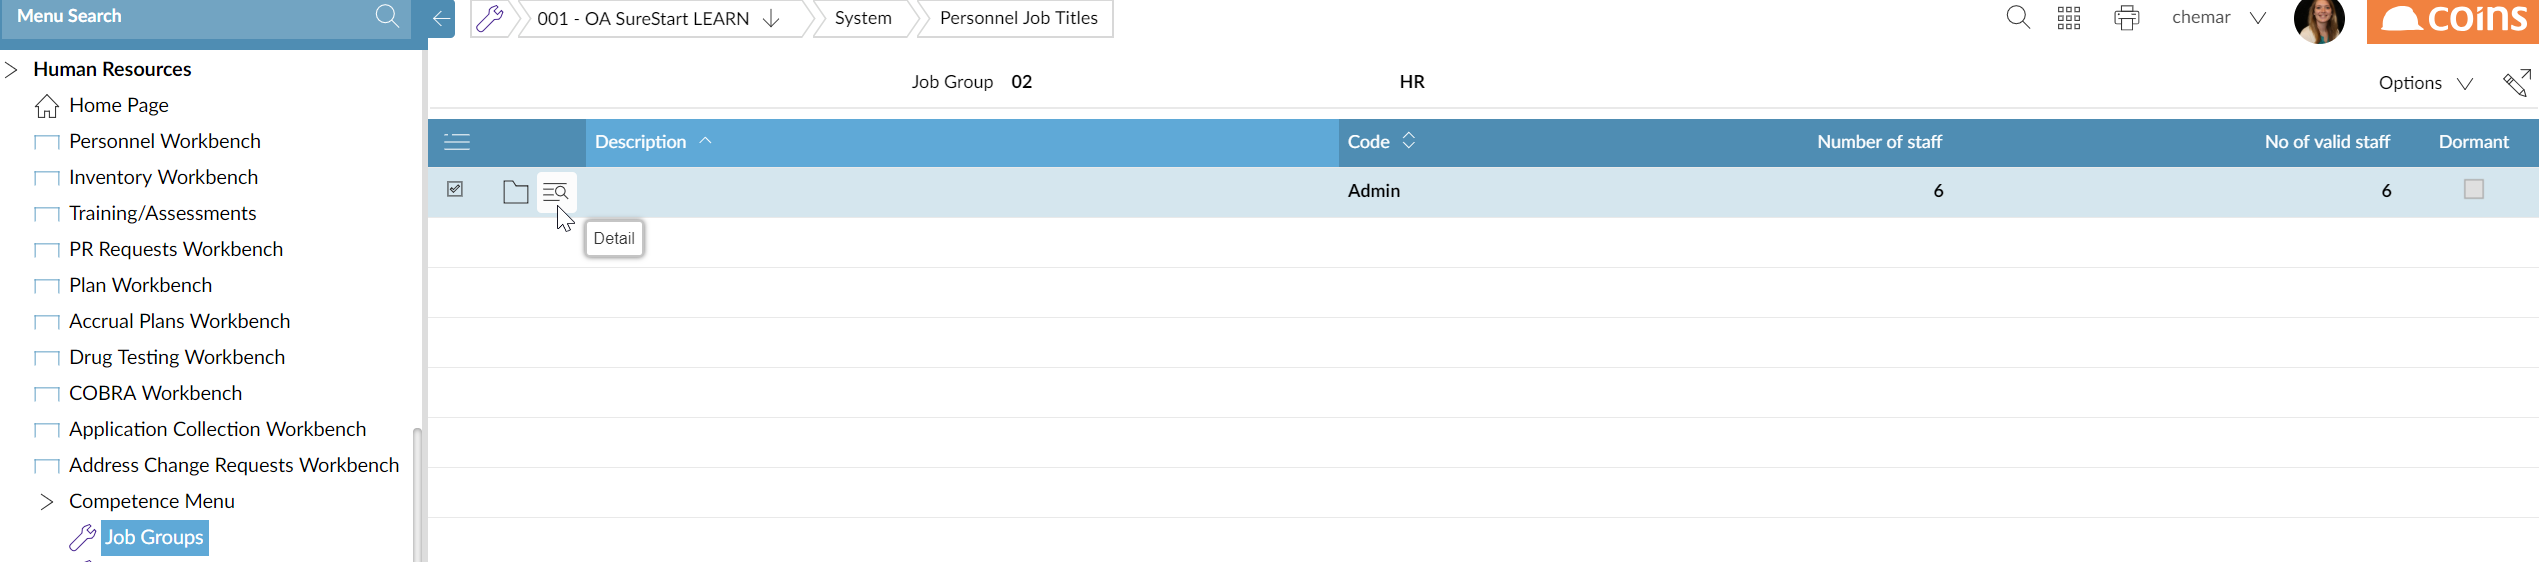 Menu Search
001 - OA SureStart LEARN
System
Personnel Job Titles
chemar
coins
Human Resources
Home Page
Personnel Workbench
Inventory Workbench
Training/Assessments
PR Requests Workbench
Plan Workbench
Accrual Plans Workbench
Drug Testing Workbench
COBRA Workbench
Application Collection Workbench
Address Change Requests Workbench
Competence Menu
Job Groups
Job Group 02 HR
Options
Description Code Number of staff No of valid staff Dormant
Admin 6 6
Detail